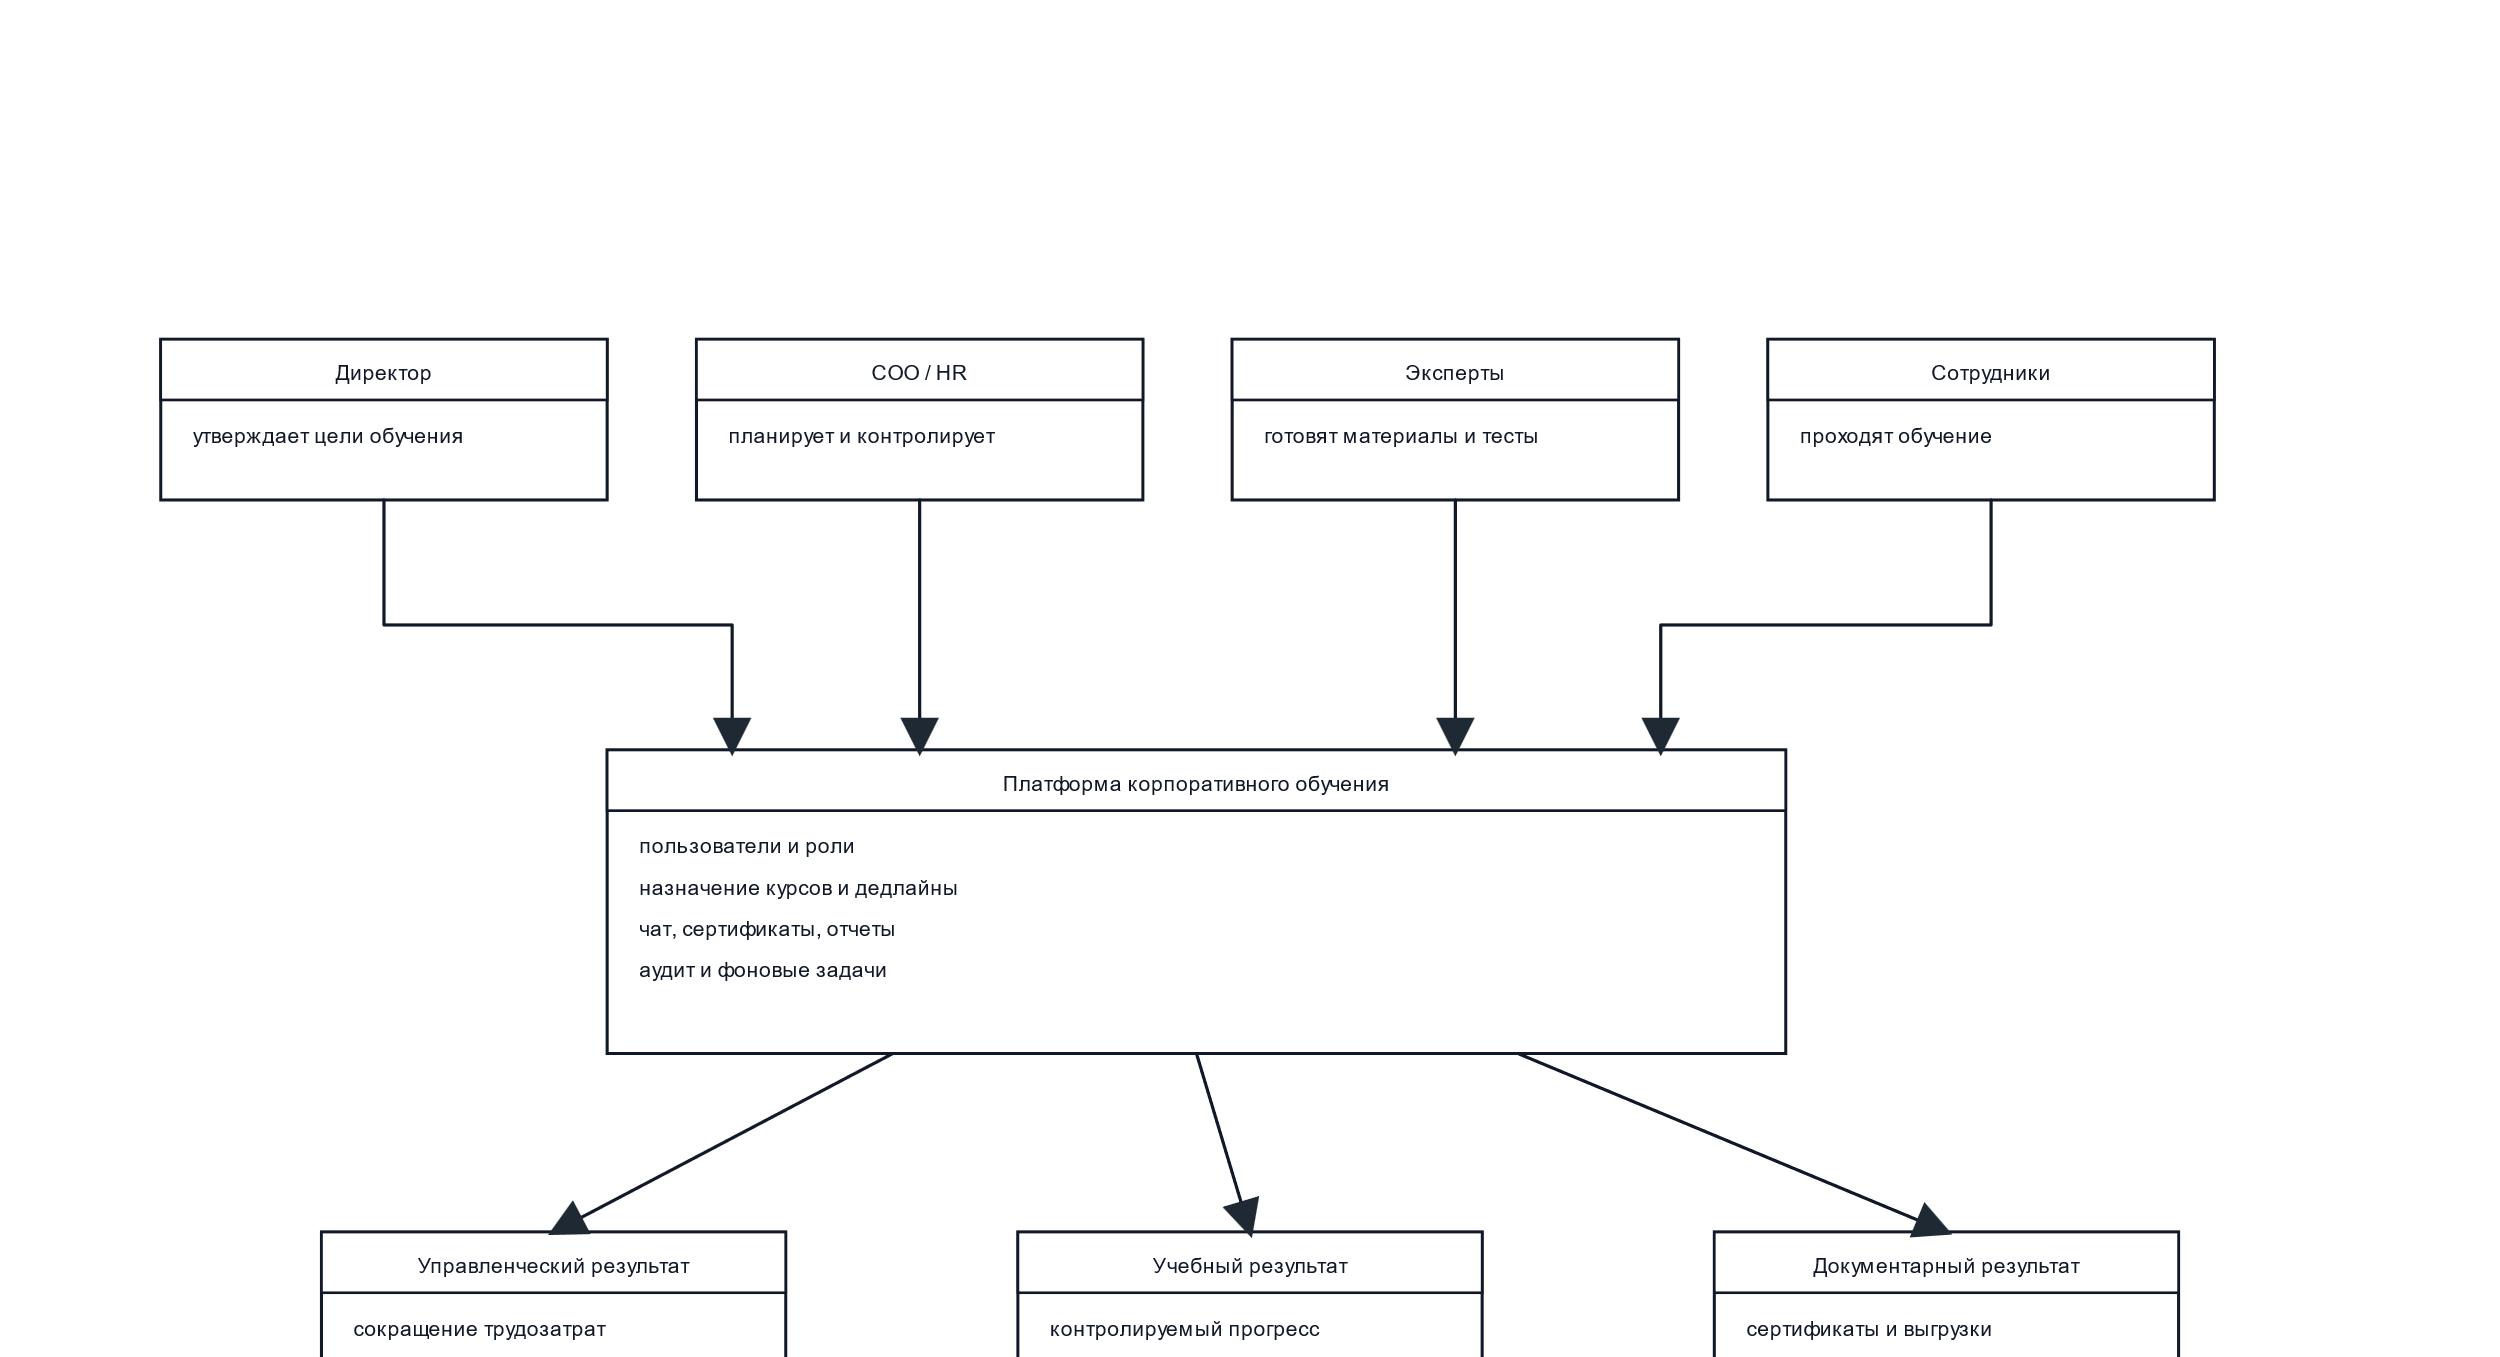 Директор
утверждает цели обучения
COO / HR
планирует и контролирует
Эксперты
готовят материалы и тесты
Сотрудники
проходят обучение
Платформа корпоративного обучения
пользователи и роли
назначение курсов и дедлайны
чат, сертификаты, отчеты
аудит и фоновые задачи
Управленческий результат
сокращение трудозатрат
Учебный результат
контролируемый прогресс
Документарный результат
сертификаты и выгрузки